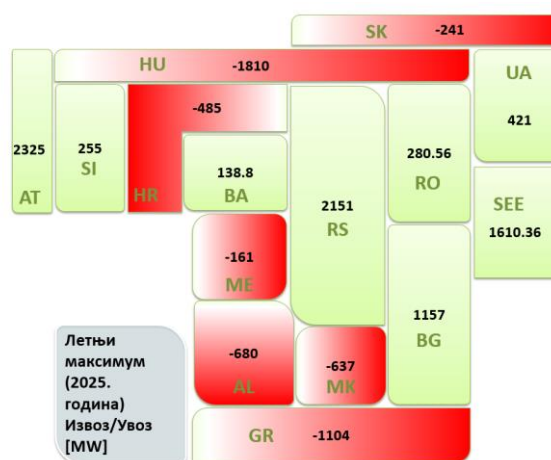 SK
-241
HU
-1810
UA
421
-485
HR
2325
AT
255
SI
138.8
BA
2151
RS
280.56
RO
SEE
1610.36
-161
ME
1157
BG
-680
AL
-637
MK
Летњи
максимум
(2025.
година)
Извоз/Увоз
[MW]
GR
-1104